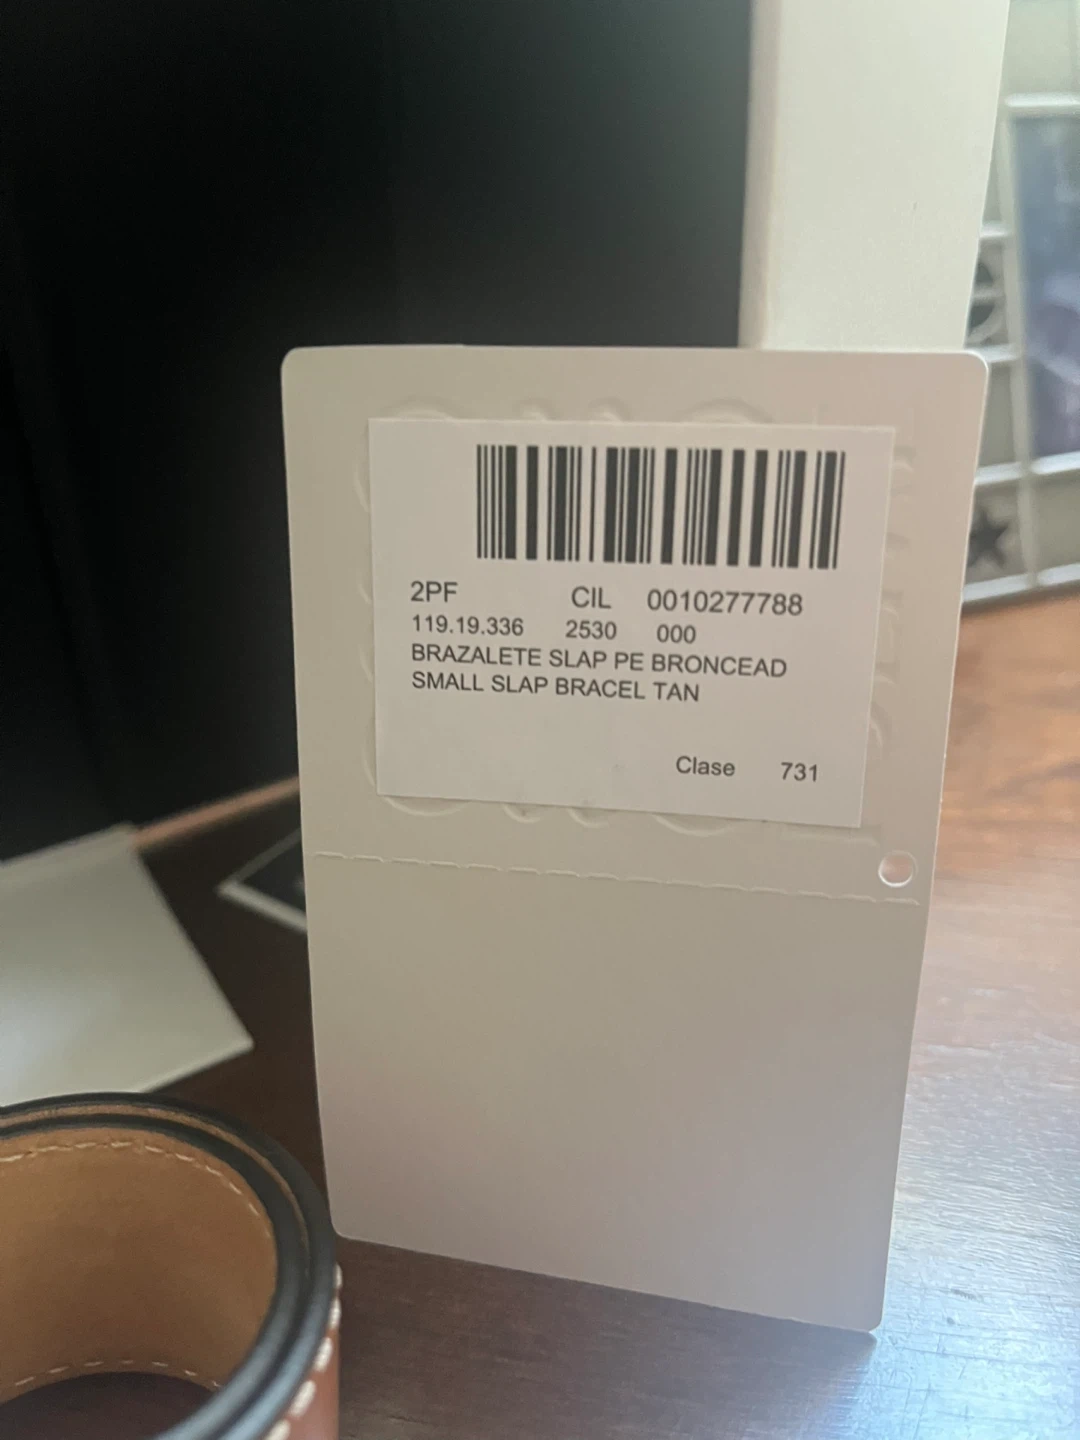 2PF CIL 0010277788
119.19.336 2530 000
BRAZALETE SLAP PE BRONCEAD
SMALL SLAP BRACEL TAN
Clase 731